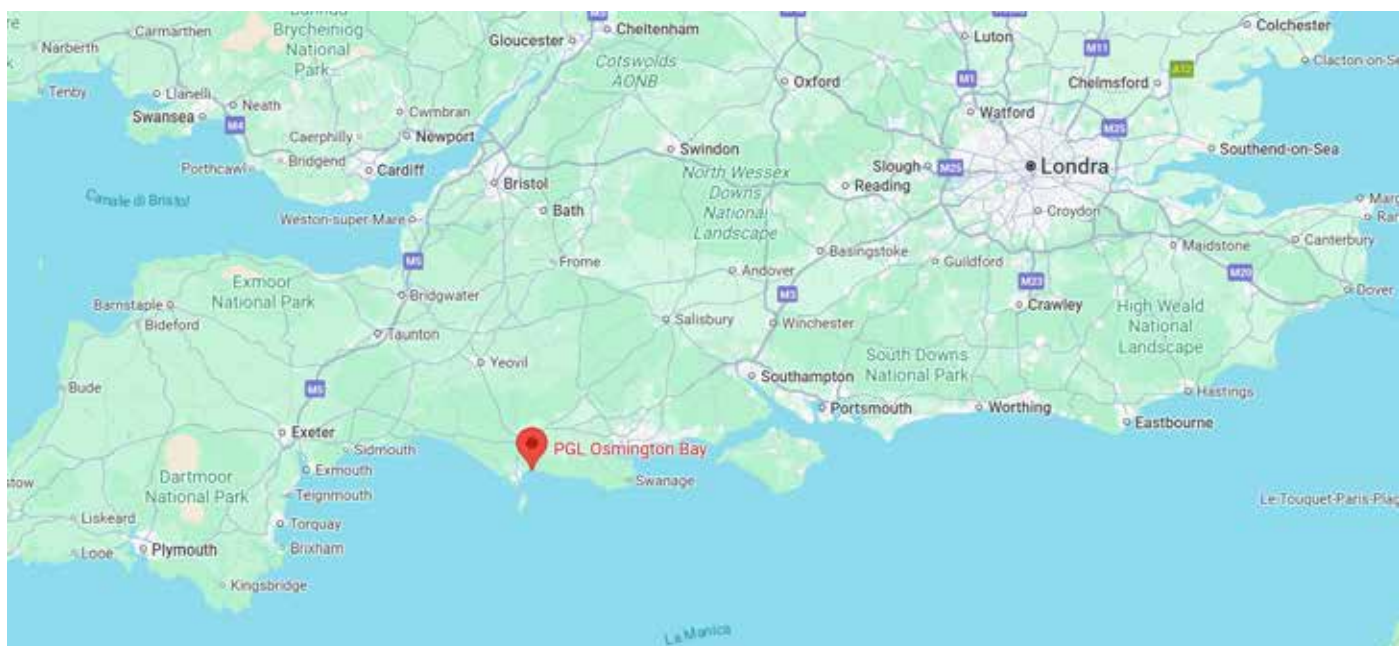 Carmarthen
Narberth
Brycheiniog
National
Park
Gloucester
Cheltenham
Cotswolds
AONB
Luton
M11
Colchester
Clacton-on-Se
M1
A12
Chelmsford
Oxford
Tenby
Llanelli
Neath
Swansea
M4
Cwmbran
Caerphilly
Newport
Watford
M25
Porthcawl
Bridgend
Cardiff
Bristol
Swindon
Slough
M25
Londra
Southend-on-Sea
North Wessex
Downs
National
Landscape
Reading
Canale di Bristol
Bath
Croydon
Weston-super-Mare
Maidstone
Canterbury
Basingstoke
Guildford
Frome
Andover
M5
Exmoor
National Park
M20
M23
M3
Dover
Bridgwater
Barnstaple
Bideford
Crawley
High Weald
National
Landscape
Salisbury
Winchester
Taunton
Yeovil
South Downs
National Park
Southampton
Bude
M5
Hastings
Portsmouth
Worthing
Eastbourne
Exeter
Sidmouth
PGL Osmington Bay
Exmouth
Dartmoor
National Park
Swanage
stow
Teignmouth
Le Touquet-Paris-Plag
Liskeard
Torquay
Looe
Plymouth
Brixham
Kingsbridge
La Manica